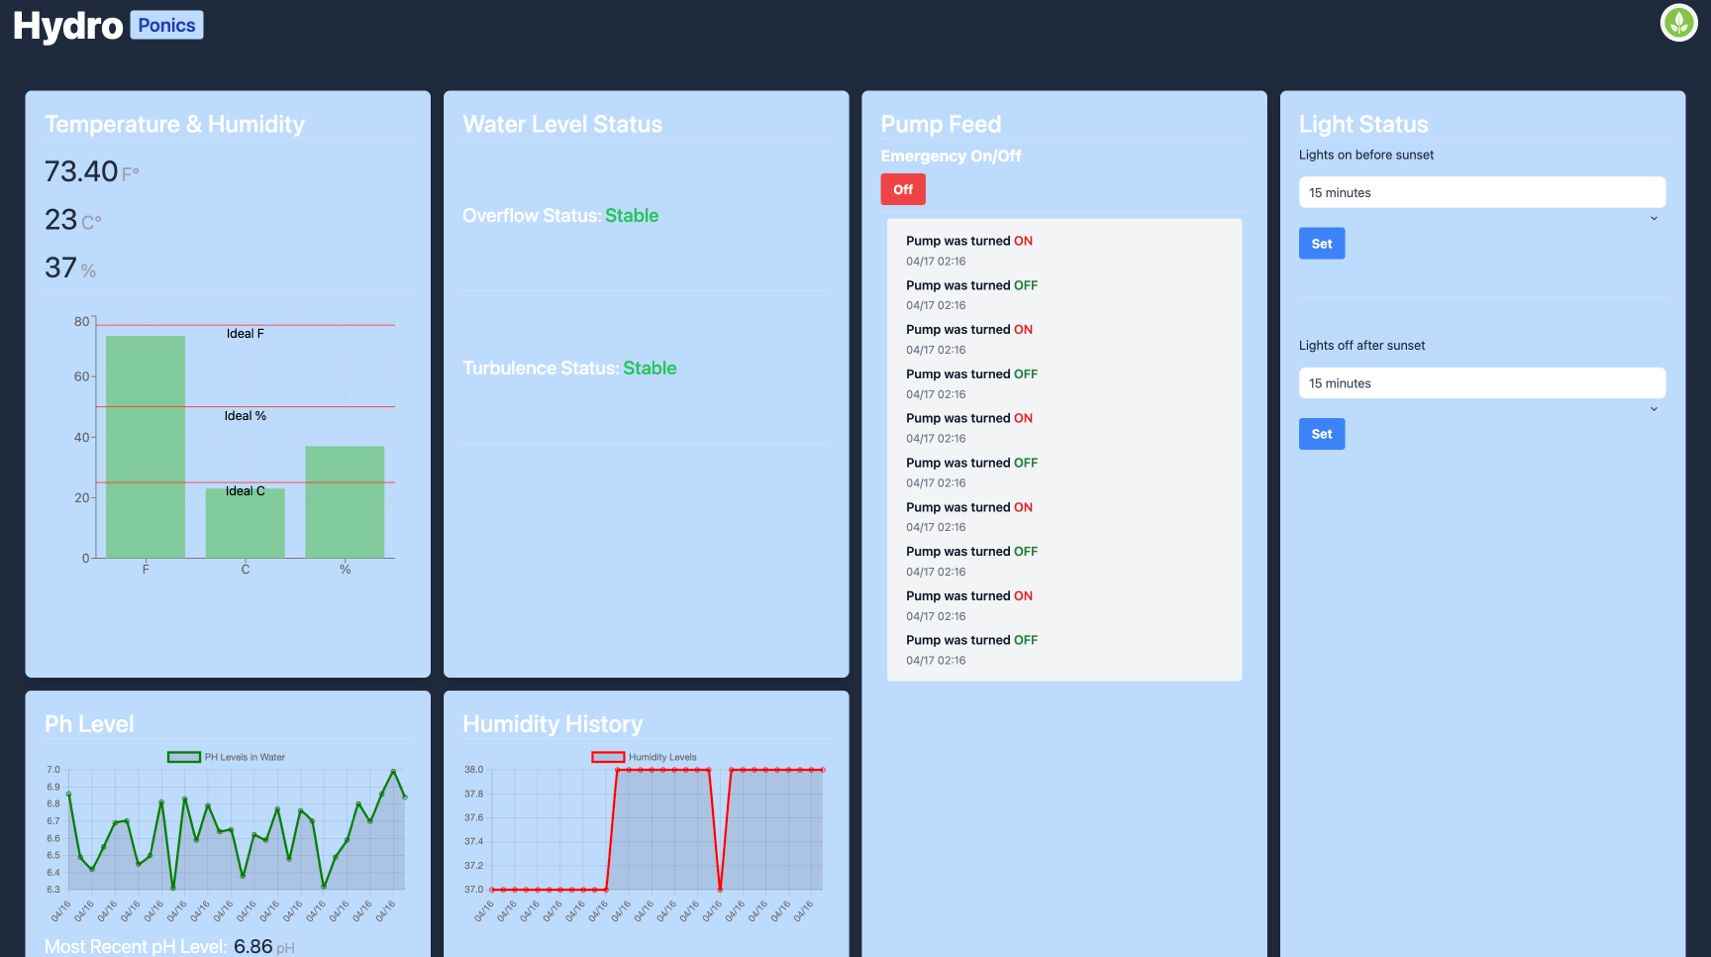 Hydro Ponics
Temperature & Humidity
73.40 F°
23 C°
37 %
80
60
40
20
0
Ideal F
Ideal %
Ideal C
F C %
Water Level Status
Overflow Status: Stable
Turbulence Status: Stable
Pump Feed
Emergency On/Off
Off
Pump was turned ON
04/17 02:16
Pump was turned OFF
04/17 02:16
Pump was turned ON
04/17 02:16
Pump was turned OFF
04/17 02:16
Pump was turned ON
04/17 02:16
Pump was turned OFF
04/17 02:16
Pump was turned ON
04/17 02:16
Pump was turned OFF
04/17 02:16
Pump was turned ON
04/17 02:16
Pump was turned OFF
04/17 02:16
Light Status
Lights on before sunset
15 minutes
Set
Lights off after sunset
15 minutes
Set
Ph Level
PH Levels in Water
7.0
6.9
6.8
6.7
6.6
6.5
6.4
6.3
04/16 04/16 04/16 04/16 04/16 04/16 04/16 04/16 04/16 04/16 04/16 04/16 04/16 04/16 04/16
Most Recent pH Level: 6.86 pH
Humidity History
Humidity Levels
38.0
37.8
37.6
37.4
37.2
37.0
04/16 04/16 04/16 04/16 04/16 04/16 04/16 04/16 04/16 04/16 04/16 04/16 04/16 04/16 04/16